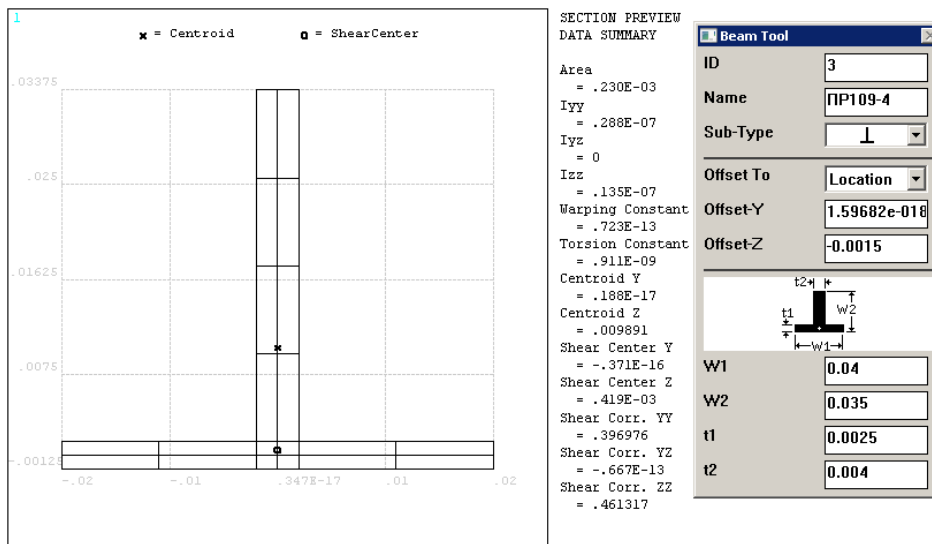 1
× = Centroid
◘ = ShearCenter
.03375
.025
.01625
.0075
-.00125
-.02
-.01
.347E-17
.01
.02
SECTION PREVIEW
DATA SUMMARY
Area
= .230E-03
Iyy
= .288E-07
Iyz
= 0
Izz
= .135E-07
Warping Constant
= .723E-13
Torsion Constant
= .911E-09
Centroid Y
= .188E-17
Centroid Z
= .009891
Shear Center Y
= -.371E-16
Shear Center Z
= .419E-03
Shear Corr. YY
= .396976
Shear Corr. YZ
= -.667E-13
Shear Corr. ZZ
= .461317
Beam Tool
ID
3
Name
ПР109-4
Sub-Type
Offset To
Location
Offset-Y
1.59682e-018
Offset-Z
-0.0015
t2
t1
W2
W1
W1
0.04
W2
0.035
t1
0.0025
t2
0.004